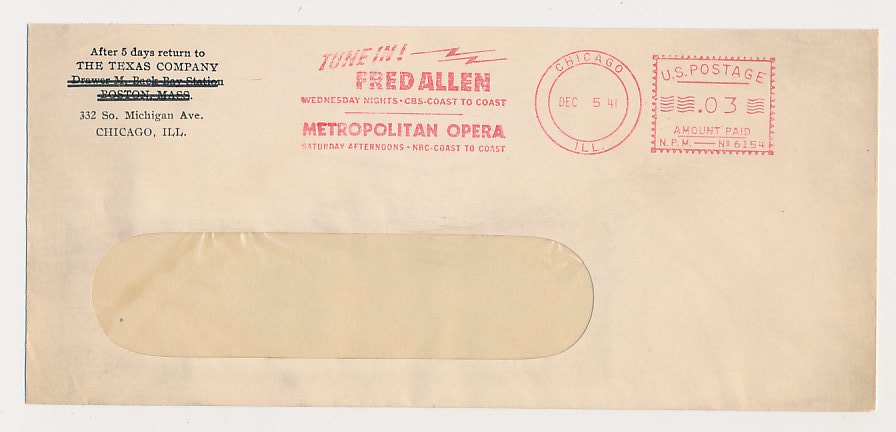 After 5 days return to
THE TEXAS COMPANY
Drawer M. Back Bay Station
BOSTON, MASS.
332 So. Michigan Ave.
CHICAGO, ILL.
TUNE IN!
FRED ALLEN
WEDNESDAY NIGHTS • CBS-COAST TO COAST
METROPOLITAN OPERA
SATURDAY AFTERNOONS • NBC-COAST TO COAST
CHICAGO
DEC 5 41
ILL.
U.S. POSTAGE
.03
AMOUNT PAID
N.P.M. — Nº 6154